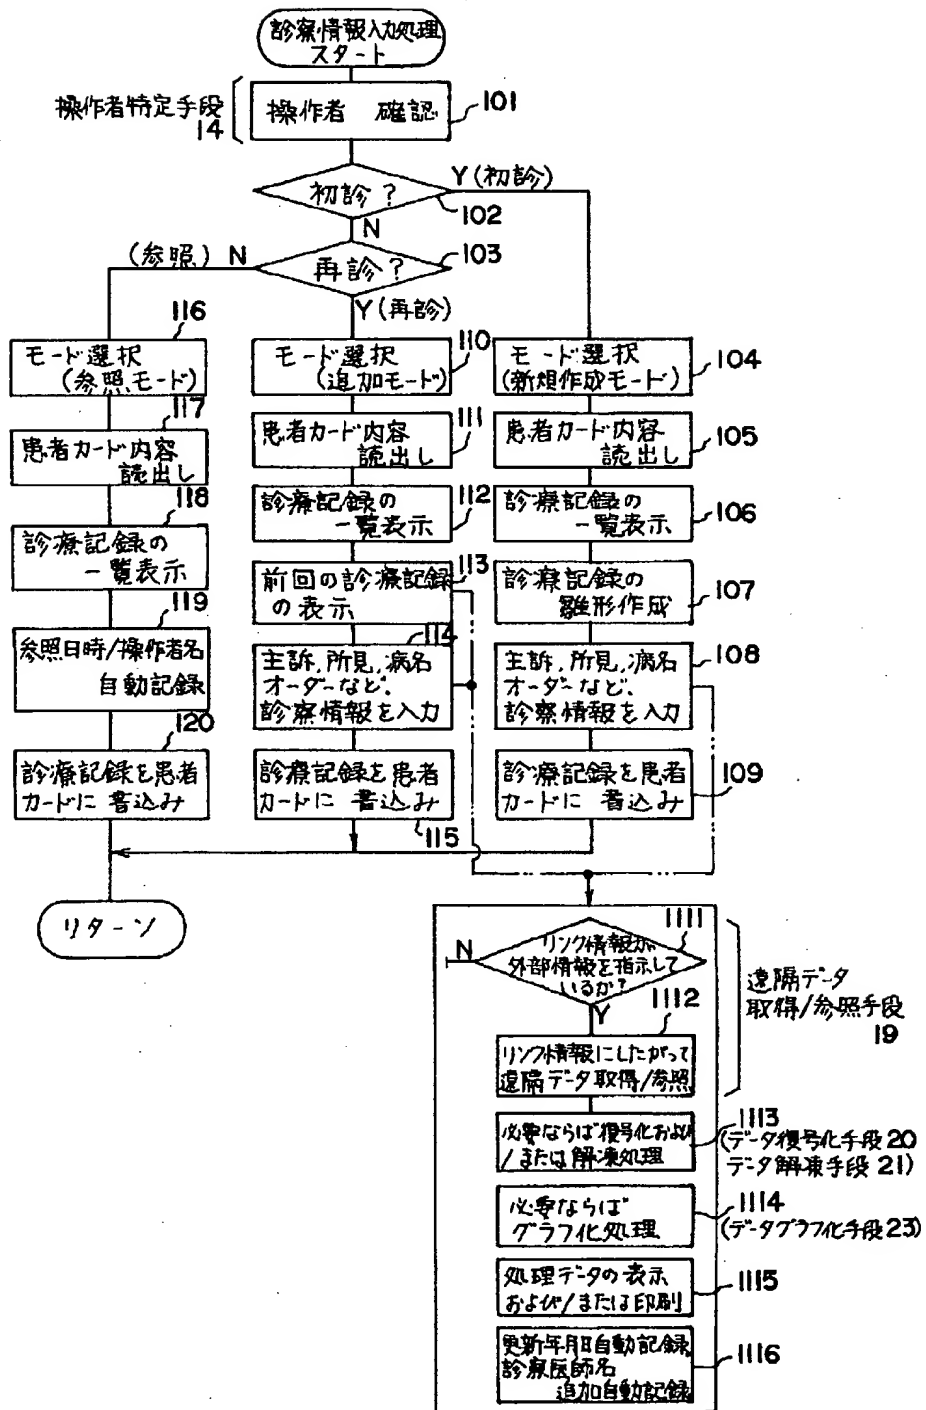 診察情報入力処理
スタート
操作者特定手段
14
操作者 確認
101
初診?
Y(初診)
102
N
再診?
103
(参照) N
Y(再診)
116
モード選択
(参照モード)
117
患者カード内容
読出し
118
診療記録の
一覧表示
119
参照日時/操作者名
自動記録
120
診療記録を患者
カードに書込み
110
モード選択
(追加モード)
111
患者カード内容
読出し
112
診療記録の
一覧表示
113
前回の診療記録
の表示
114
主訴,所見,病名
オーダーなど、
診察情報を入力
診療記録を患者
カードに書込み
115
モード選択
(新規作成モード)
104
患者カード内容
読出し
105
診療記録の
一覧表示
106
診療記録の
雛形作成
107
主訴,所見,病名
オーダーなど、
診察情報を入力
108
診療記録を患者
カードに書込み
109
リターン
1111
リンク情報が
外部情報を指示して
いるか?
N
Y
遠隔データ
取得/参照手段
19
1112
リンク情報にしたがって
遠隔データ取得/参照
必要ならば復号化および
/または解凍処理
1113
(データ復号化手段20
データ解凍手段21)
必要ならば
グラフ化処理
1114
(データグラフ化手段23)
処理データの表示
および/または印刷
1115
更新年月日自動記録
診察医師名
追加自動記録
1116